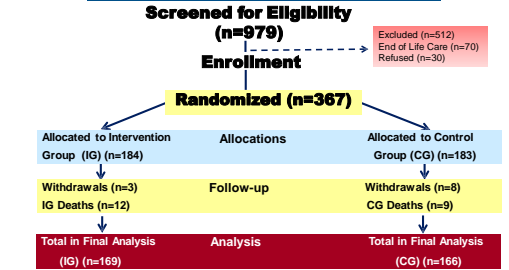 Screened for Eligibility
(n=979)
Excluded (n=512)
End of Life Care (n=70)
Refused (n=30)
Enrollment
Randomized (n=367)
Allocated to Intervention
Group (IG) (n=184)
Allocations
Allocated to Control
Group (CG) (n=183)
Withdrawals (n=3)
IG Deaths (n=12)
Follow-up
Withdrawals (n=8)
CG Deaths (n=9)
Total in Final Analysis
(IG) (n=169)
Analysis
Total in Final Analysis
(CG) (n=166)